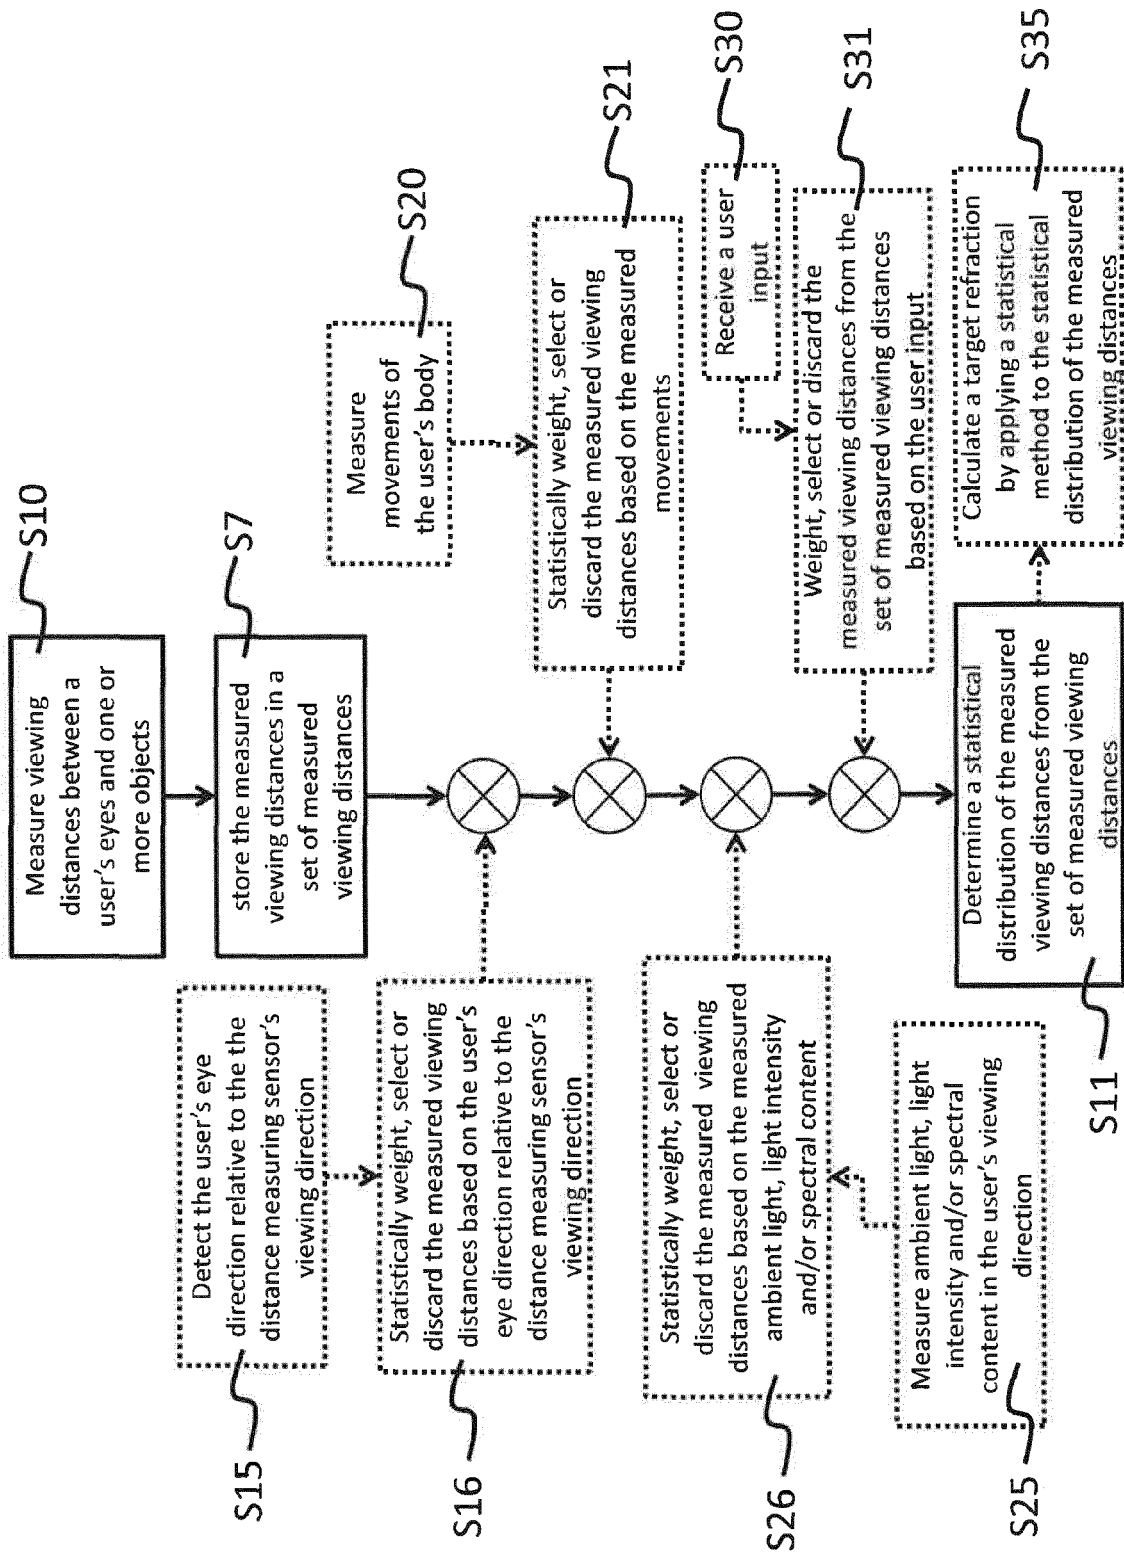 Measure viewing
distances between a
user's eyes and one or
more objects
S10
store the measured
viewing distances in a
set of measured
viewing distances
S7
Detect the user's eye
direction relative to the the
distance measuring sensor's
viewing direction
S15
Statistically weight, select or
discard the measured viewing
distances based on the user's
eye direction relative to the
distance measuring sensor's
viewing direction
S16
Measure
movements of
the user's body
S20
Statistically weight, select or
discard the measured viewing
distances based on the measured
movements
S21
Statistically weight, select or
discard the measured viewing
distances based on the measured
ambient light, light intensity
and/or spectral content
S26
Measure ambient light, light
intensity and/or spectral
content in the user's viewing
direction
S25
Receive a user
input
S30
Weight, select or discard the
measured viewing distances from the
set of measured viewing distances
based on the user input
S31
Determine a statistical
distribution of the measured
viewing distances from the
set of measured viewing
distances
S11
Calculate a target refraction
by applying a statistical
method to the statistical
distribution of the measured
viewing distances
S35